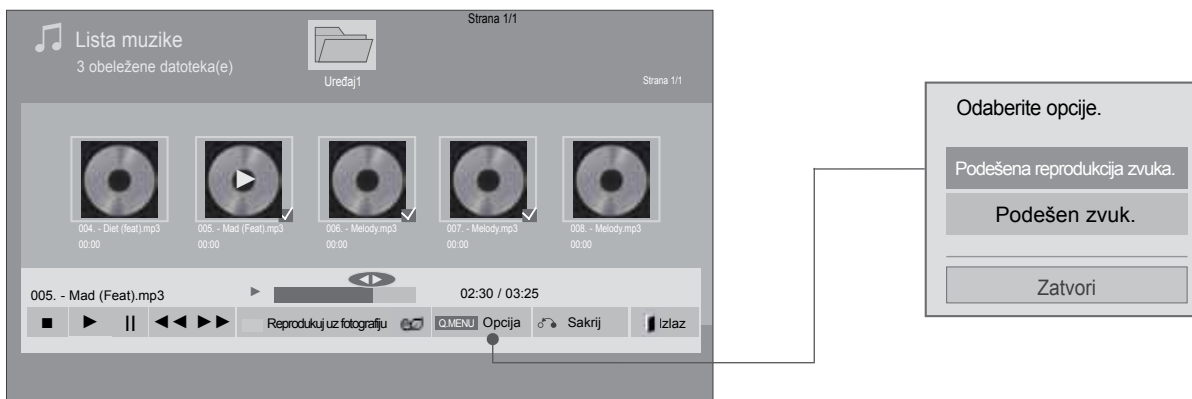 Strana 1/1
Lista muzike
3 obeležene datoteka(e)
Uređaj1
Strana 1/1
004. - Diet (feat).mp3
00:00
005. - Mad (Feat).mp3
00:00
006. - Melody.mp3
00:00
007. - Melody.mp3
00:00
008. - Melody.mp3
00:00
005. - Mad (Feat).mp3
02:30 / 03:25
Reprodukuj uz fotografiju
Q.MENU Opcija
Sakrij
Izlaz
Odaberite opcije.
Podešena reprodukcija zvuka.
Podešen zvuk.
Zatvori